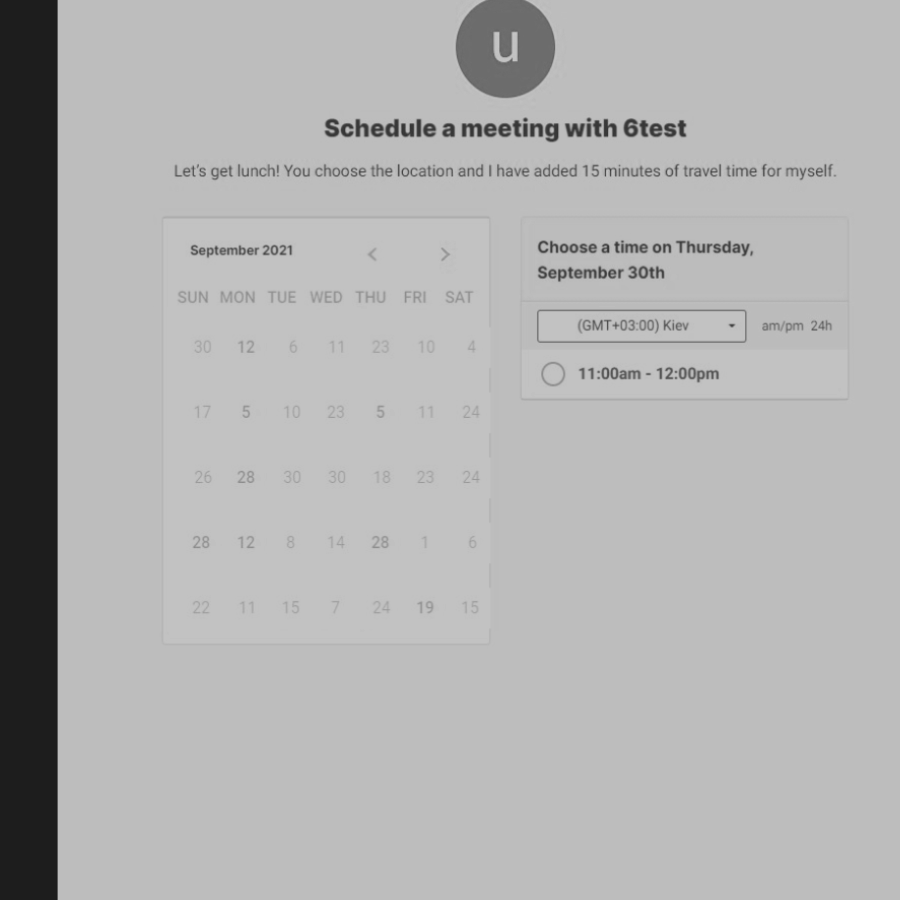 u
Schedule a meeting with 6test
Let's get lunch! You choose the location and I have added 15 minutes of travel time for myself.
September 2021
SUN MON TUE WED THU FRI SAT
30 12 6 11 23 10 4
17 5 10 23 5 11 24
26 28 30 30 18 23 24
28 12 8 14 28 1 6
22 11 15 7 24 19 15
Choose a time on Thursday,
September 30th
(GMT+03:00) Kiev am/pm 24h
11:00am - 12:00pm